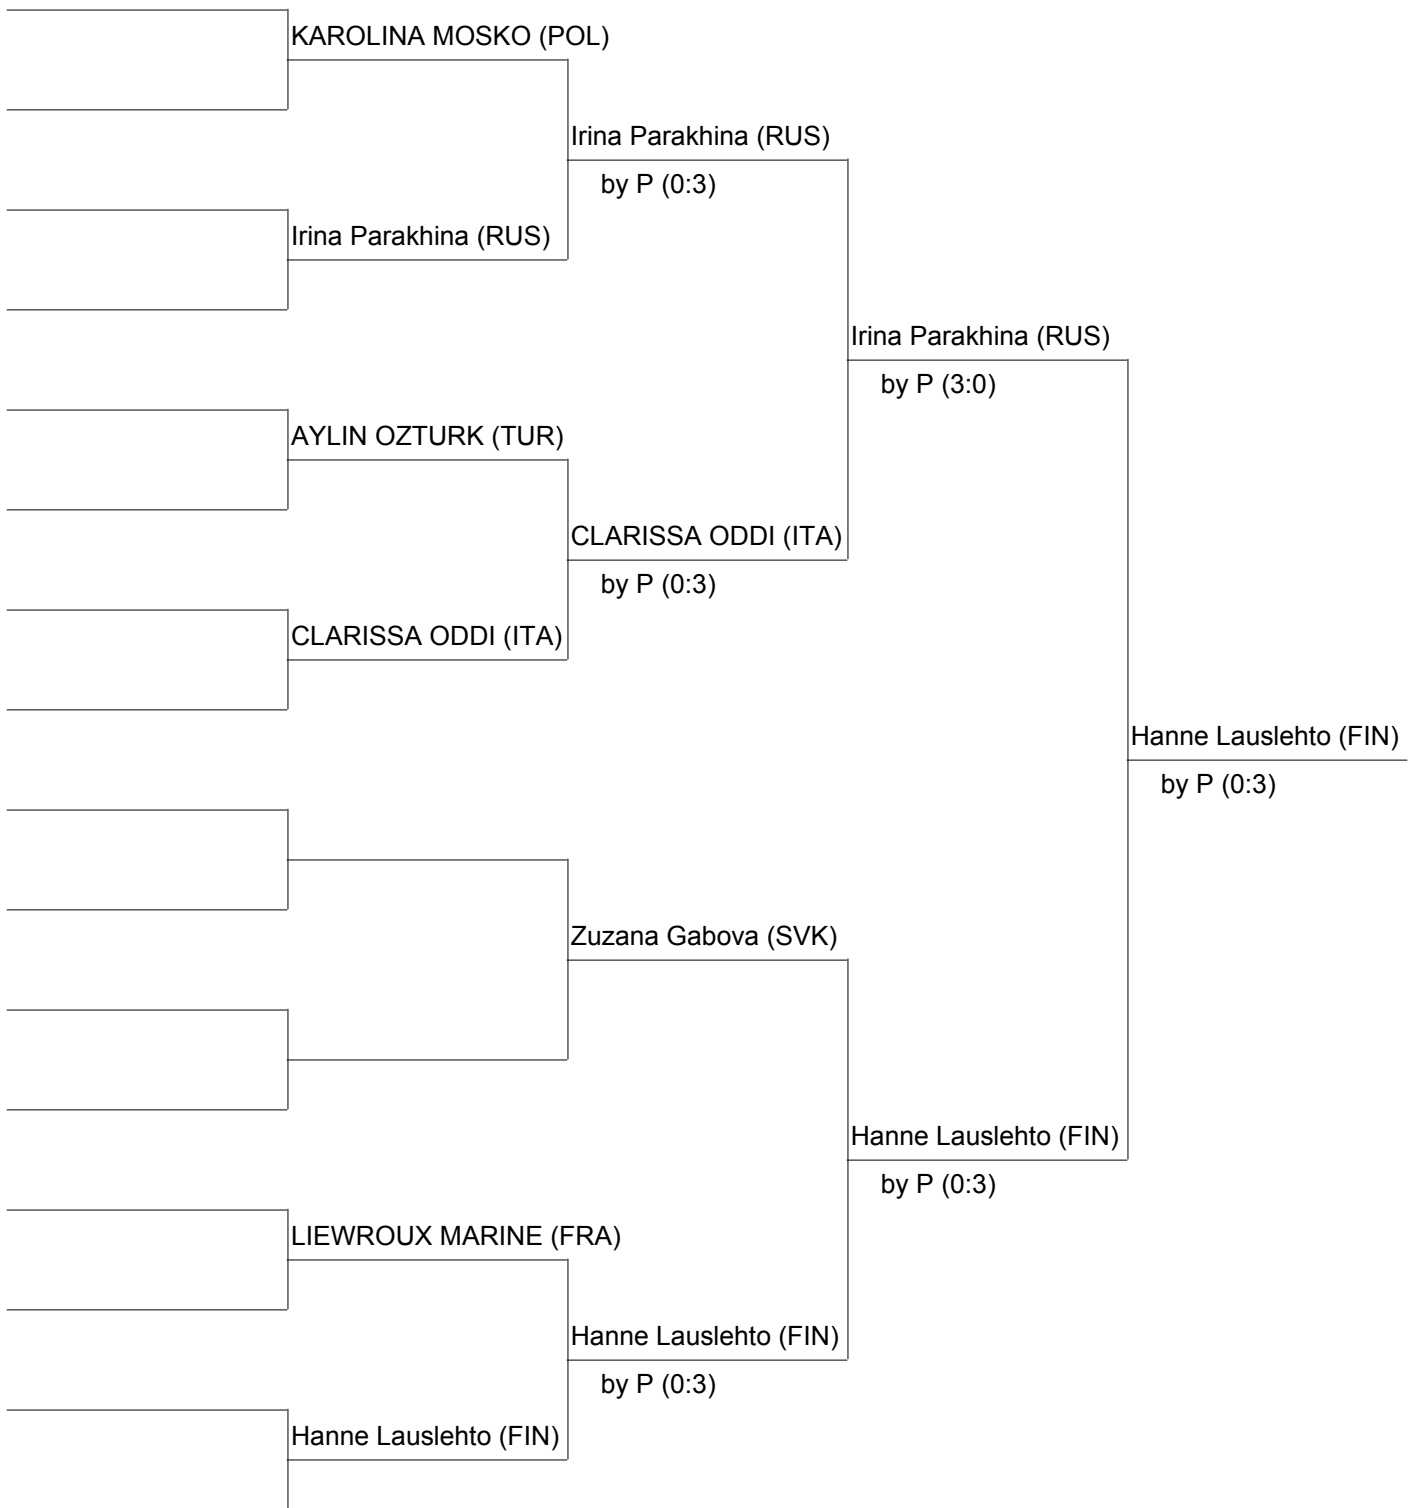 KAROLINA MOSKO (POL)
Irina Parakhina (RUS)
by P (0:3)
Irina Parakhina (RUS)
Irina Parakhina (RUS)
by P (3:0)
AYLIN OZTURK (TUR)
CLARISSA ODDI (ITA)
by P (0:3)
CLARISSA ODDI (ITA)
Hanne Lauslehto (FIN)
by P (0:3)
Zuzana Gabova (SVK)
Hanne Lauslehto (FIN)
by P (0:3)
LIEWROUX MARINE (FRA)
Hanne Lauslehto (FIN)
by P (0:3)
Hanne Lauslehto (FIN)